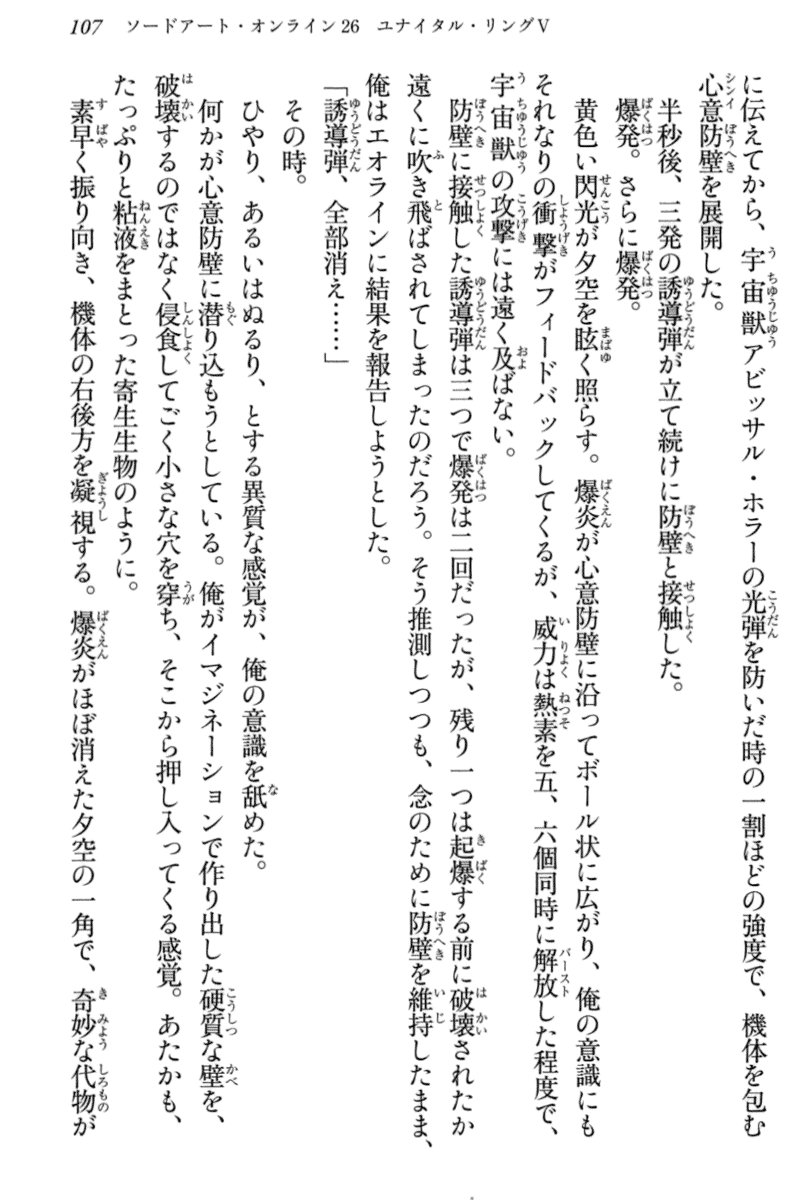 107 ソードアート・オンライン26 ユナイタル・リングⅤ
に伝えてから、宇宙獣アビッサル・ホラーの光弾を防いだ時の一割ほどの強度で、機体を包む
心意防壁を展開した。
半秒後、三発の誘導弾が立て続けに防壁と接触した。
爆発。さらに爆発。
黄色い閃光が夕空を眩く照らす。爆炎が心意防壁に沿ってボール状に広がり、俺の意識にも
それなりの衝撃がフィードバックしてくるが、威力は熱素を五、六個同時に解放した程度で、
宇宙獣の攻撃には遠く及ばない。
防壁に接触した誘導弾は三つで爆発は二回だったが、残り一つは起爆する前に破壊されたか
遠くに吹き飛ばされてしまったのだろう。そう推測しつつも、念のために防壁を維持したまま、
俺はエオラインに結果を報告しようとした。
「誘導弾、全部消え……」
その時。
ひやり、あるいはぬるり、とする異質な感覚が、俺の意識を舐めた。
何かが心意防壁に潜り込もうとしている。俺がイマジネーションで作り出した硬質な壁を、
破壊するのではなく侵食してごく小さな穴を穿ち、そこから押し入ってくる感覚。あたかも、
たっぷりと粘液をまとった寄生生物のように。
素早く振り向き、機体の右後方を凝視する。爆炎がほぼ消えた夕空の一角で、奇妙な代物が